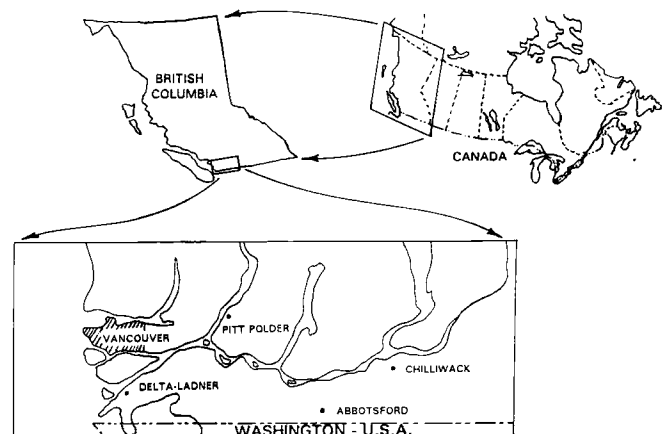 BRITISH
COLUMBIA
CANADA
VANCOUVER
PITT POLDER
CHILLIWACK
DELTA-LADNER
ABBOTSFORD
WASHINGTON - U.S.A.